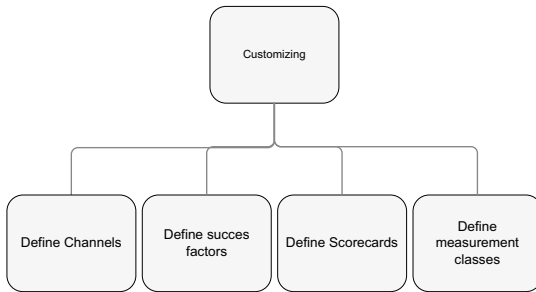 Customizing
Define Channels
Define succes
factors
Define Scorecards
Define
measurement
classes